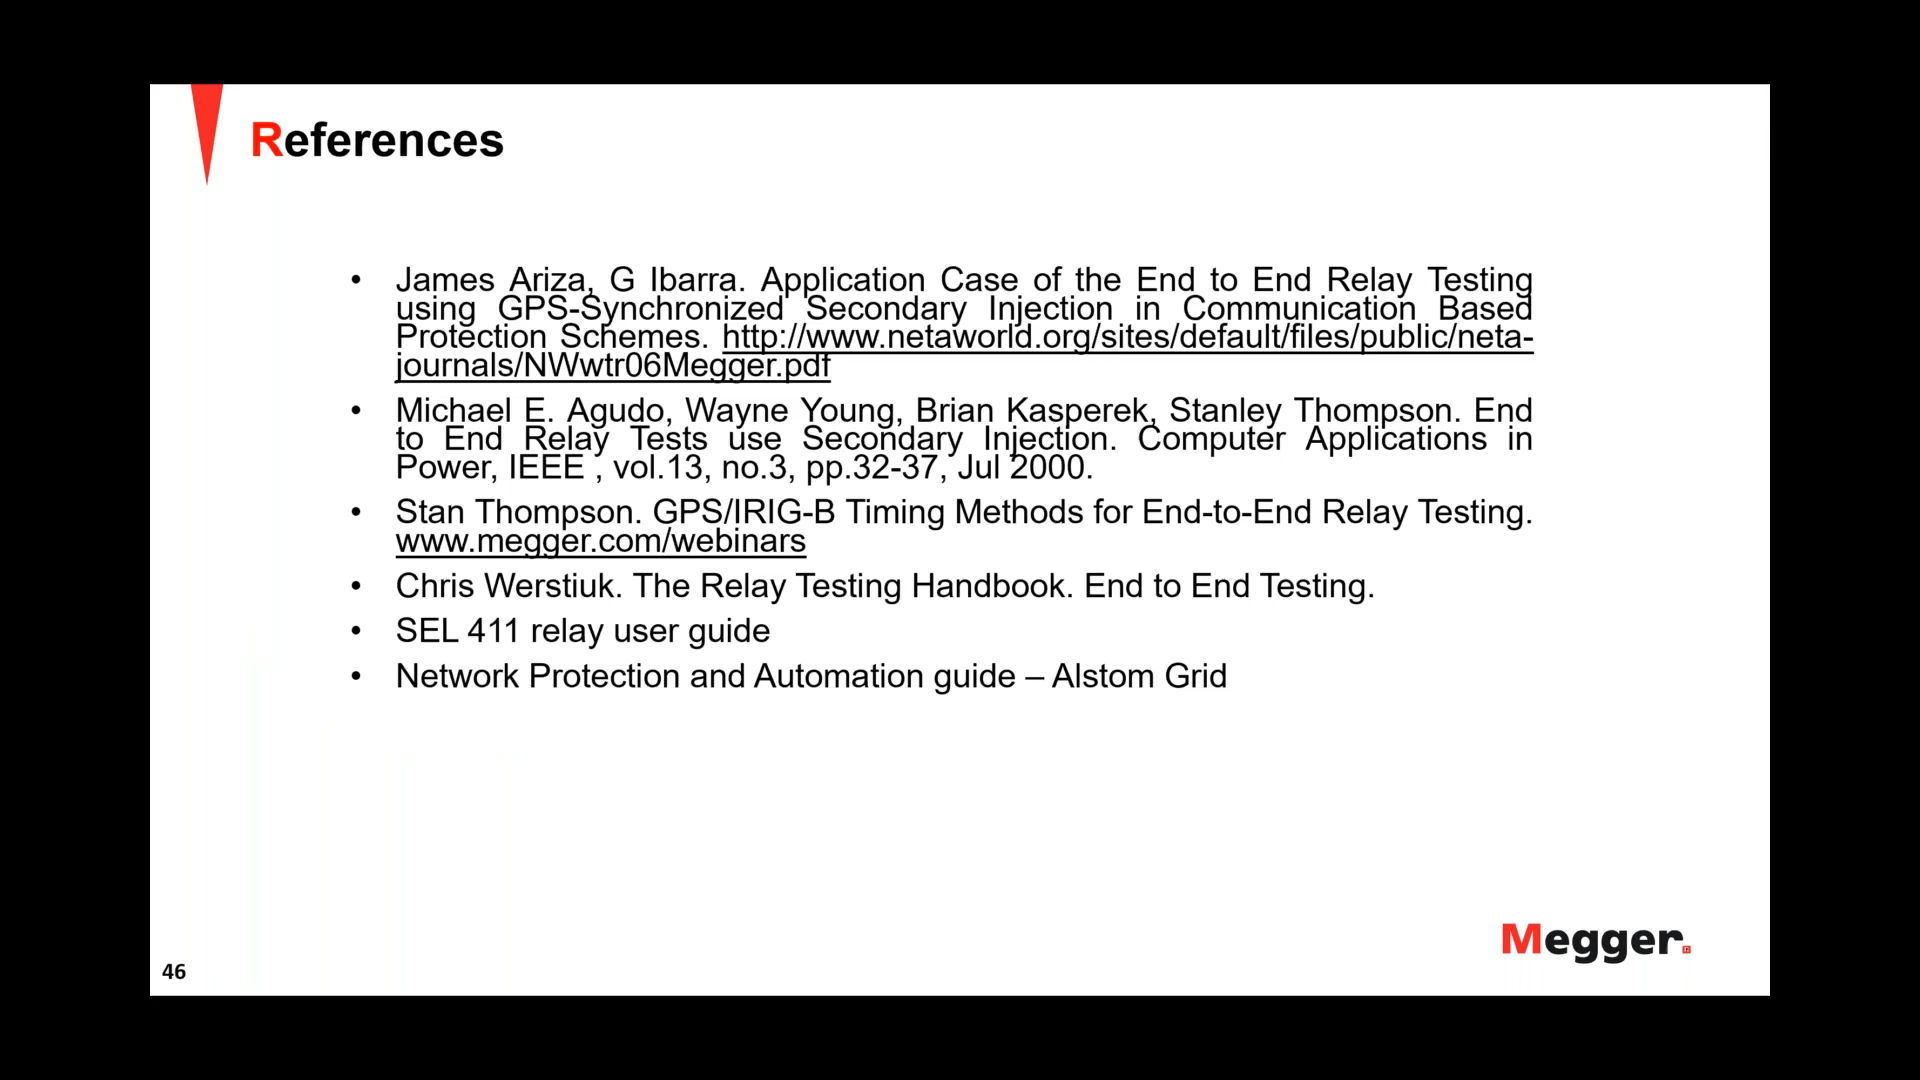 References
• James Ariza, G Ibarra. Application Case of the End to End Relay Testing
using GPS-Synchronized Secondary Injection in Communication Based
Protection Schemes. http://www.netaworld.org/sites/default/files/public/neta-
journals/NWwtr06Megger.pdf
• Michael E. Agudo, Wayne Young, Brian Kasperek, Stanley Thompson. End
to End Relay Tests use Secondary Injection. Computer Applications in
Power, IEEE , vol.13, no.3, pp.32-37, Jul 2000.
• Stan Thompson. GPS/IRIG-B Timing Methods for End-to-End Relay Testing.
www.megger.com/webinars
• Chris Werstiuk. The Relay Testing Handbook. End to End Testing.
• SEL 411 relay user guide
• Network Protection and Automation guide – Alstom Grid
Megger.
46